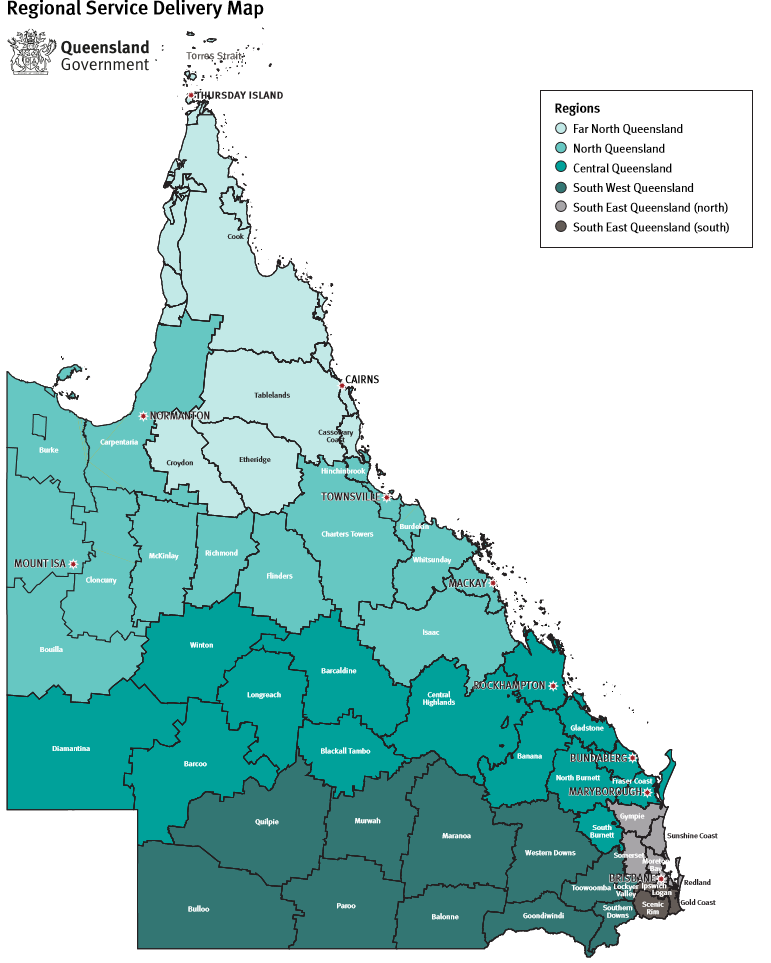 Regional Service Delivery Map
Queensland
Government
Torres Strait
THURSDAY ISLAND
Regions
Far North Queensland
North Queensland
Central Queensland
South West Queensland
South East Queensland (north)
South East Queensland (south)
Cook
CAIRNS
Tablelands
NORMANTON
Cassowary
Coast
Carpentaria
Burke
Croydon
Etheridge
Hinchinbrook
TOWNSVILLE
Burdekin
Charters Towers
McKinlay
Richmond
Whitsunday
MOUNT ISA
Cloncurry
Flinders
MACKAY
Isaac
Winton
Boulia
Barcaldine
ROCKHAMPTON
Longreach
Central
Highlands
Gladstone
Diamantina
Blackall Tambo
Banana
BUNDABERG
Barcoo
North Burnett
Fraser Coast
MARYBOROUGH
Gympie
Quilpie
Murwah
South
Burnett
Maranoa
Sunshine Coast
Western Downs
Somerset
Moreton
Bay
BRISBANE
Redland
Toowoomba
Lockyer
Valley
Ipswich
Logan
Gold Coast
Scenic
Rim
Bulloo
Paroo
Southern
Downs
Balonne
Goondiwindi